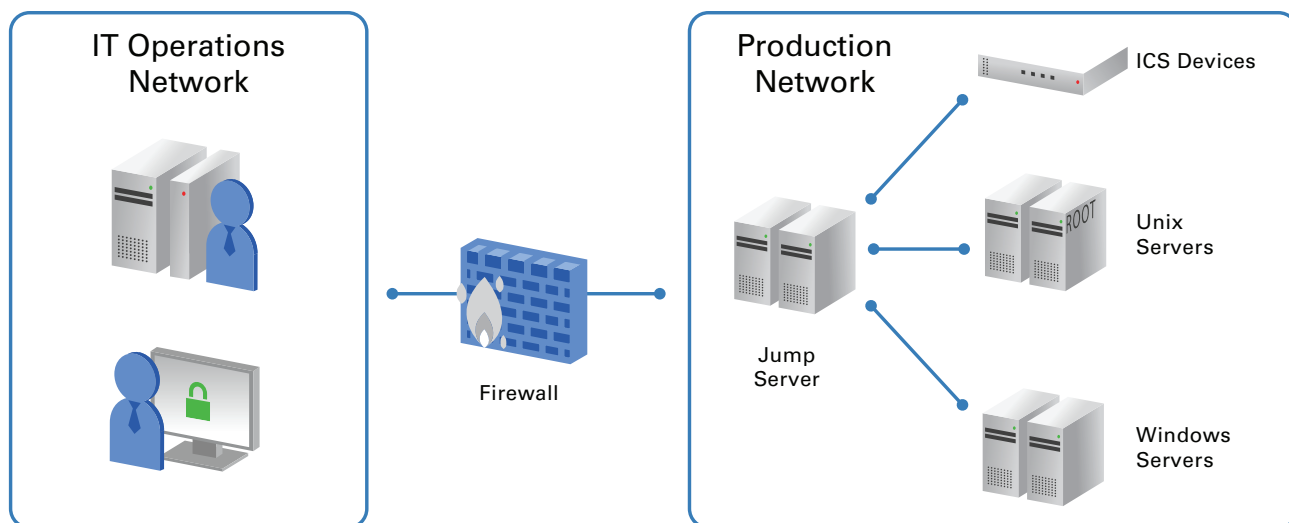 IT Operations
Network
Firewall
Production
Network
Jump
Server
ICS Devices
ROOT
Unix
Servers
Windows
Servers